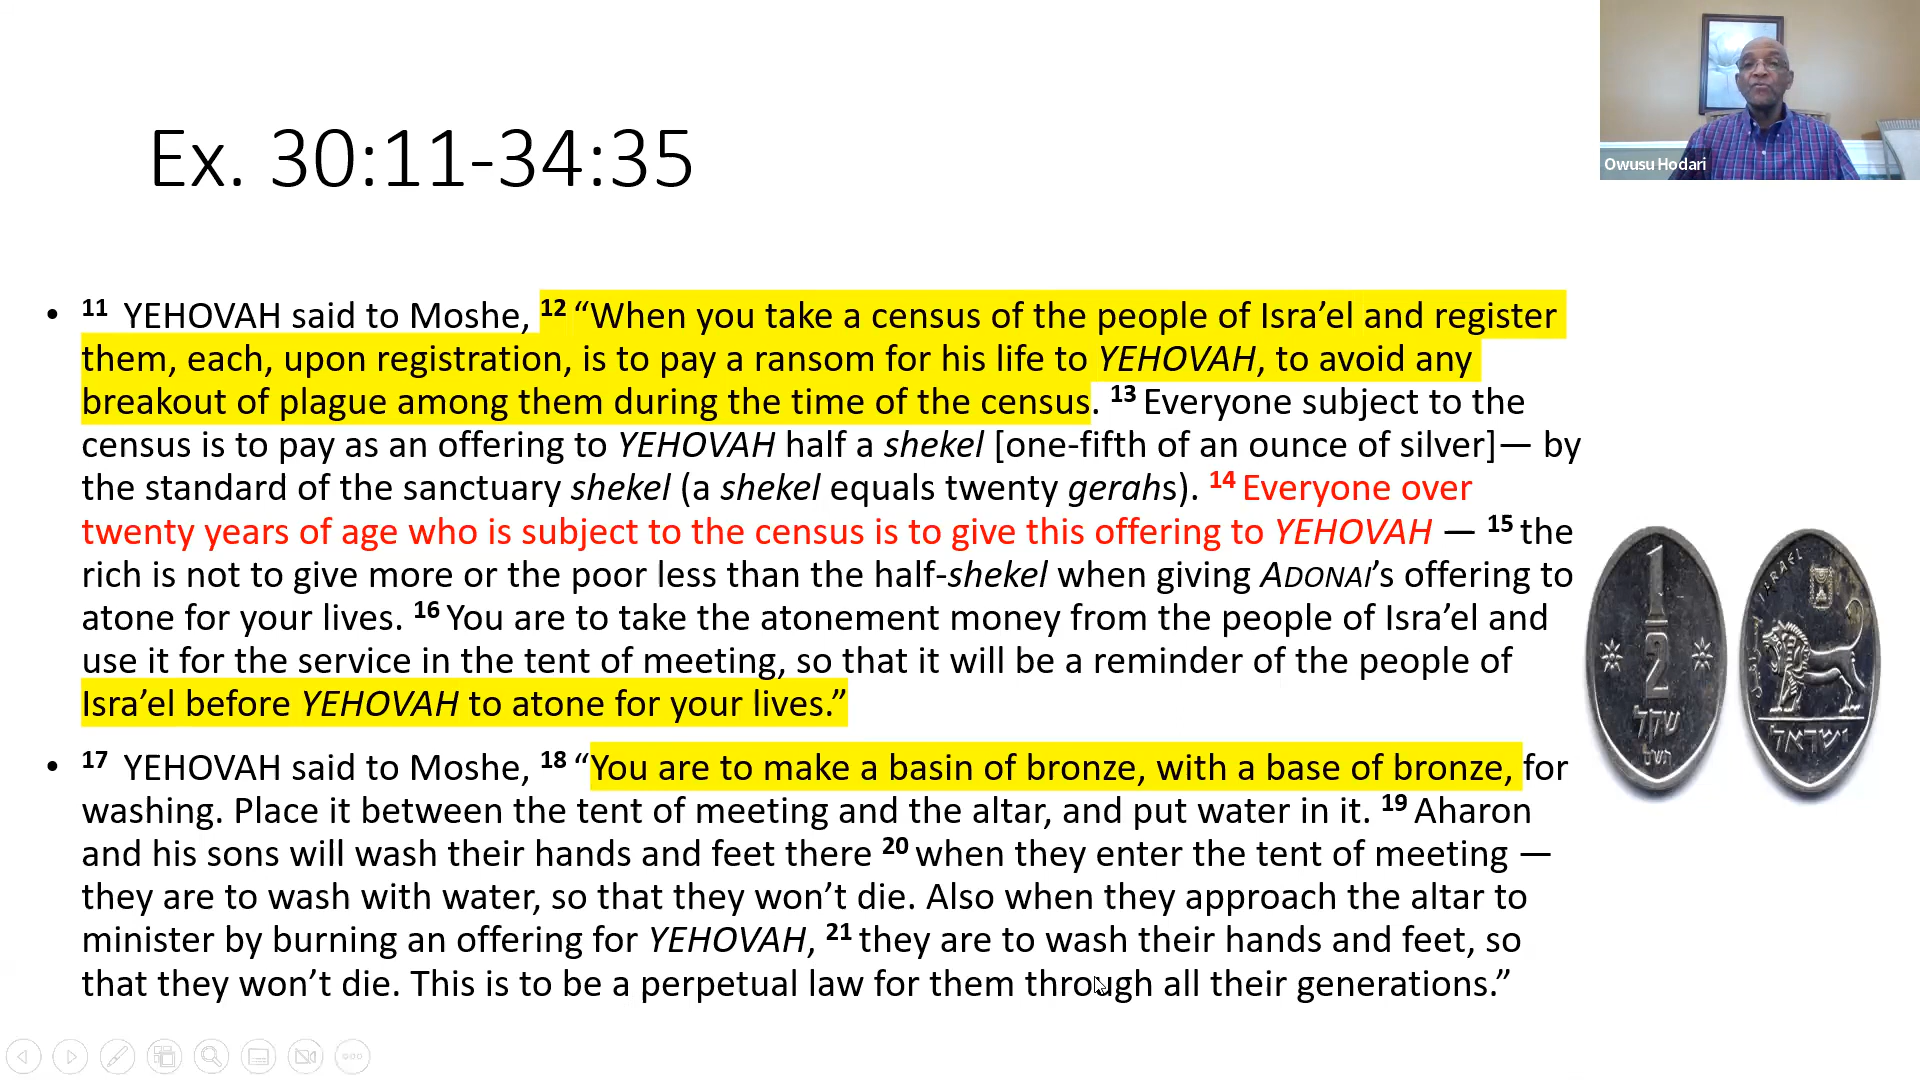 Ex. 30:11-34:35
Owusu Hodari
• 11 YEHOVAH said to Moshe, 12 “When you take a census of the people of Isra’el and register
them, each, upon registration, is to pay a ransom for his life to YEHOVAH, to avoid any
breakout of plague among them during the time of the census. 13 Everyone subject to the
census is to pay as an offering to YEHOVAH half a shekel [one-fifth of an ounce of silver]— by
the standard of the sanctuary shekel (a shekel equals twenty gerahs). 14 Everyone over
twenty years of age who is subject to the census is to give this offering to YEHOVAH — 15 the
rich is not to give more or the poor less than the half-shekel when giving ADONAI’s offering to
atone for your lives. 16 You are to take the atonement money from the people of Isra’el and
use it for the service in the tent of meeting, so that it will be a reminder of the people of
Isra’el before YEHOVAH to atone for your lives.”
• 17 YEHOVAH said to Moshe, 18 “You are to make a basin of bronze, with a base of bronze, for
washing. Place it between the tent of meeting and the altar, and put water in it. 19 Aharon
and his sons will wash their hands and feet there 20 when they enter the tent of meeting —
they are to wash with water, so that they won’t die. Also when they approach the altar to
minister by burning an offering for YEHOVAH, 21 they are to wash their hands and feet, so
that they won’t die. This is to be a perpetual law for them through all their generations.”
1
2
שקל
ISRAEL
ישראל